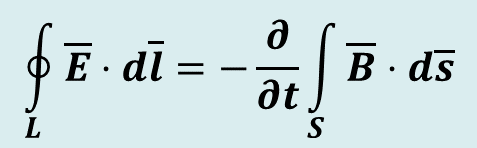 ∮_L E̅ · dl̅ = − ∂/∂t ∫_S B̅ · ds̅